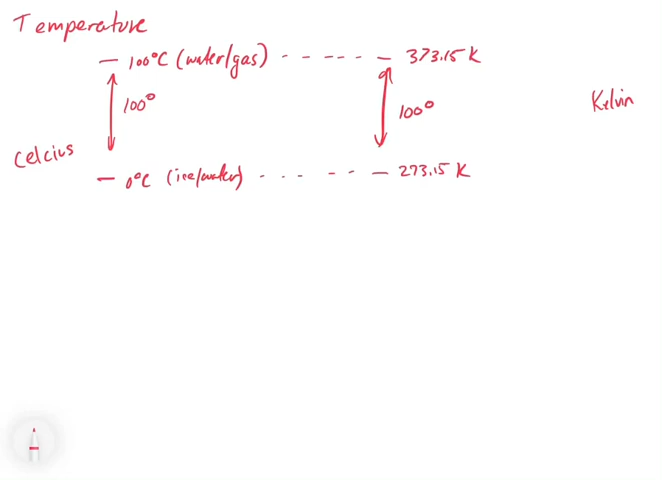 Temperature
100°C (water/gas) - - - - - 373.15 K
100°
100°
Kelvin
Celcius
0°C (ice/water) - - - - - 273.15 K